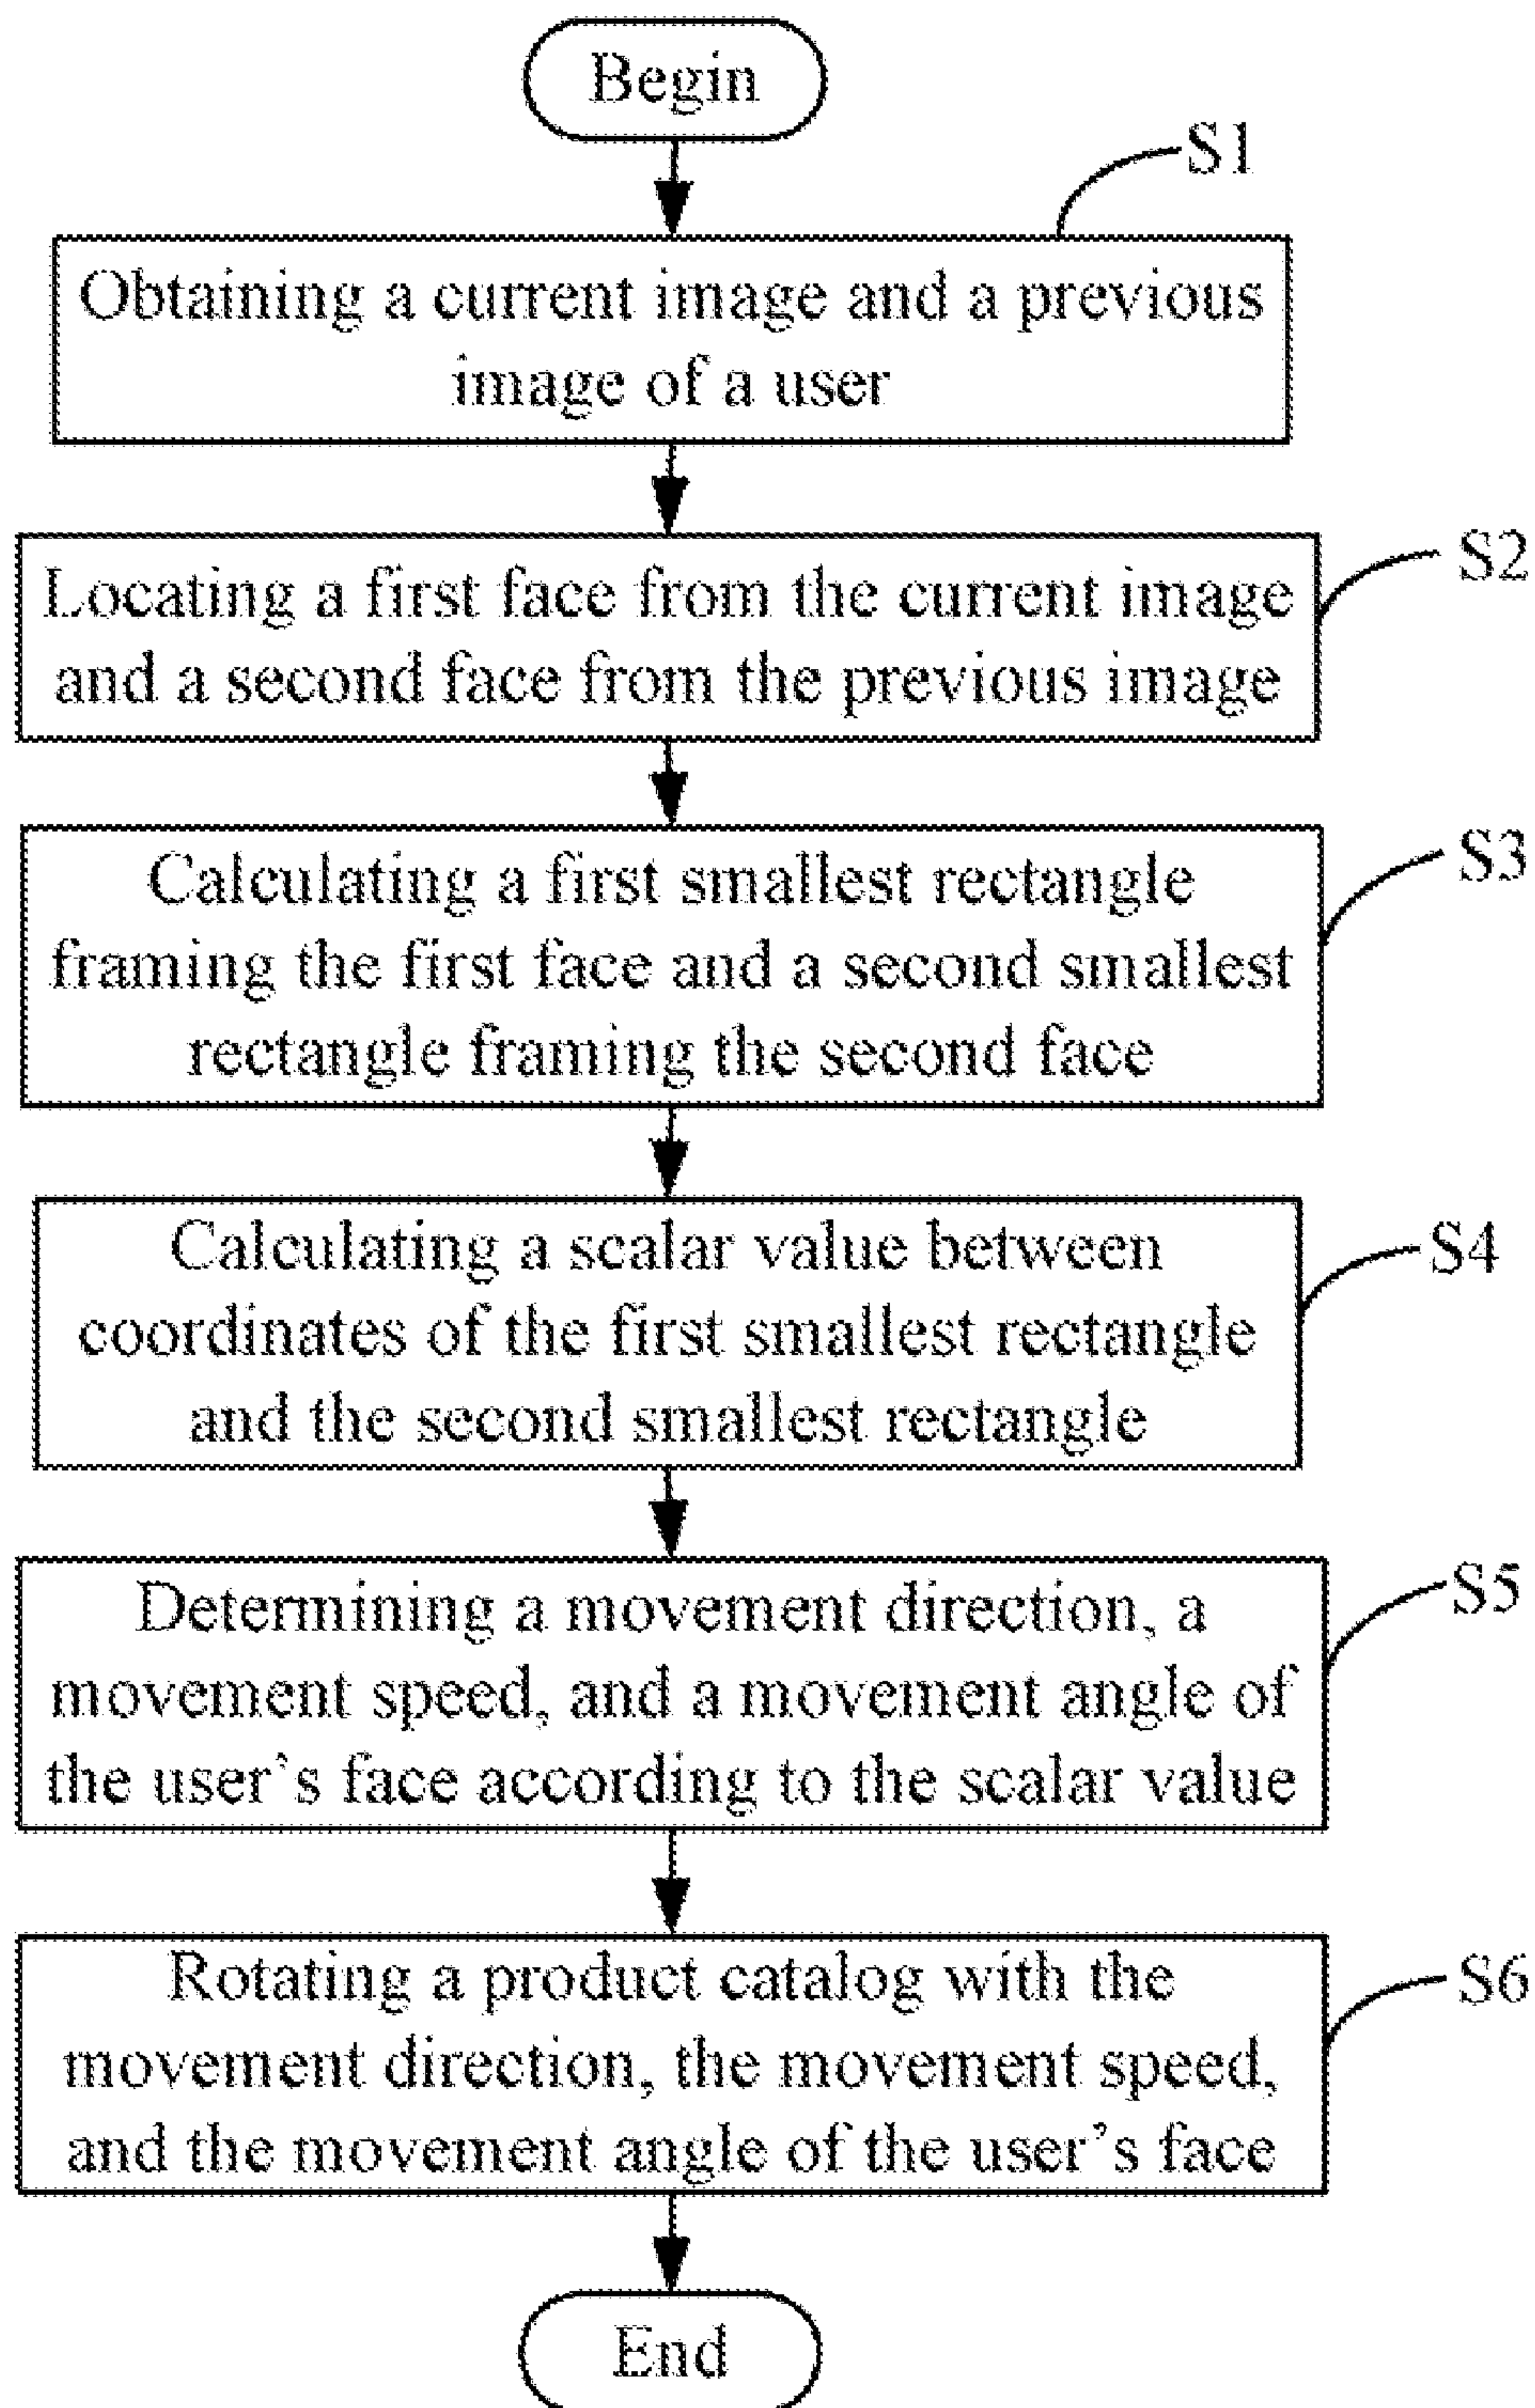 Begin
S1
Obtaining a current image and a previous
image of a user
S2
Locating a first face from the current image
and a second face from the previous image
S3
Calculating a first smallest rectangle
framing the first face and a second smallest
rectangle framing the second face
S4
Calculating a scalar value between
coordinates of the first smallest rectangle
and the second smallest rectangle
S5
Determining a movement direction, a
movement speed, and a movement angle of
the user's face according to the scalar value
S6
Rotating a product catalog with the
movement direction, the movement speed,
and the movement angle of the user's face
End